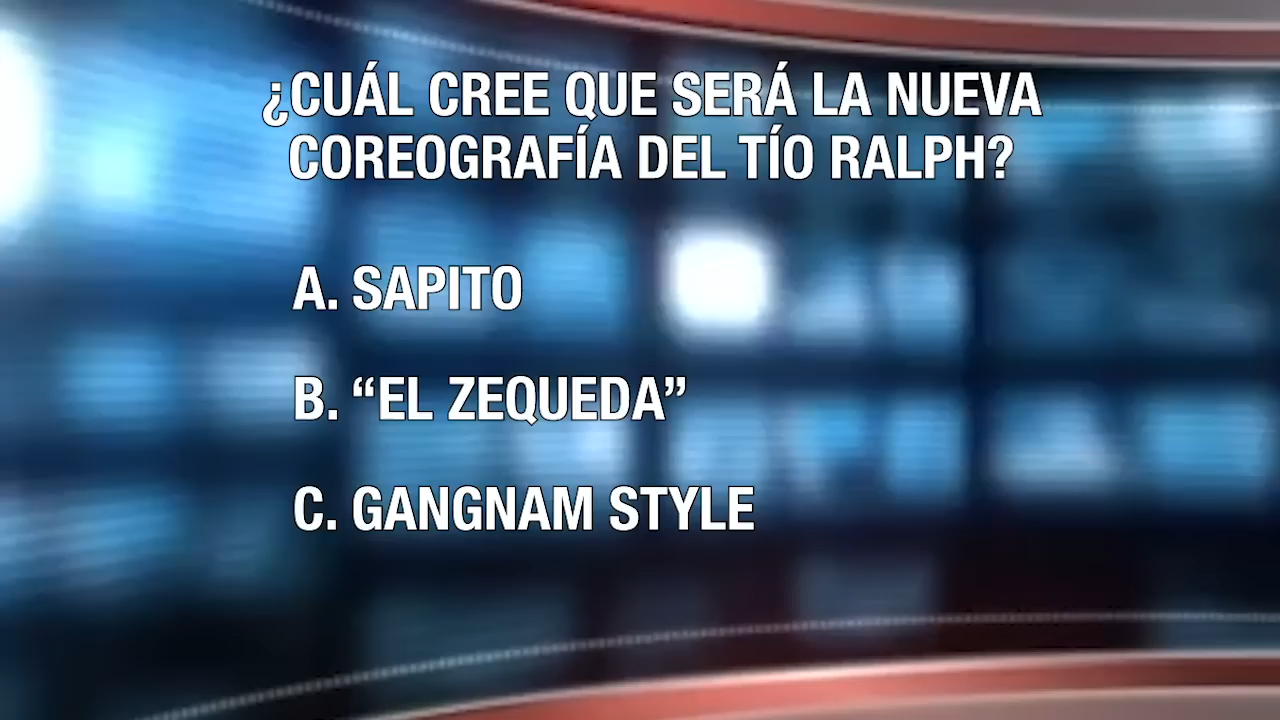 ¿CUÁL CREE QUE SERÁ LA NUEVA
COREOGRAFÍA DEL TÍO RALPH?
A. SAPITO
B. “EL ZEQUEDA”
C. GANGNAM STYLE